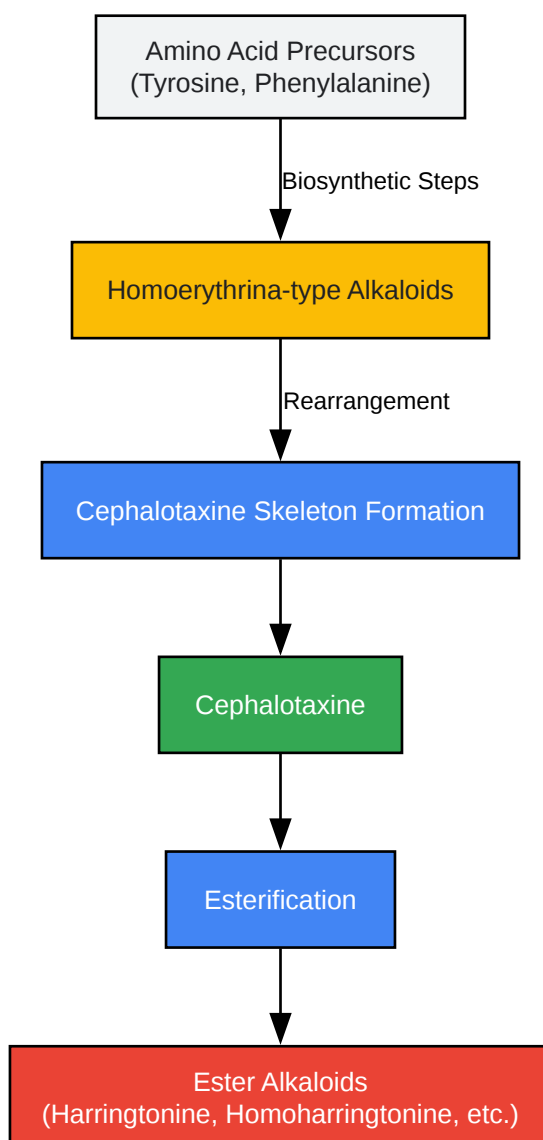 Amino Acid Precursors
(Tyrosine, Phenylalanine)
Biosynthetic Steps
Homoerythrina-type Alkaloids
Rearrangement
Cephalotaxine Skeleton Formation
Cephalotaxine
Esterification
Ester Alkaloids
(Harringtonine, Homoharringtonine, etc.)